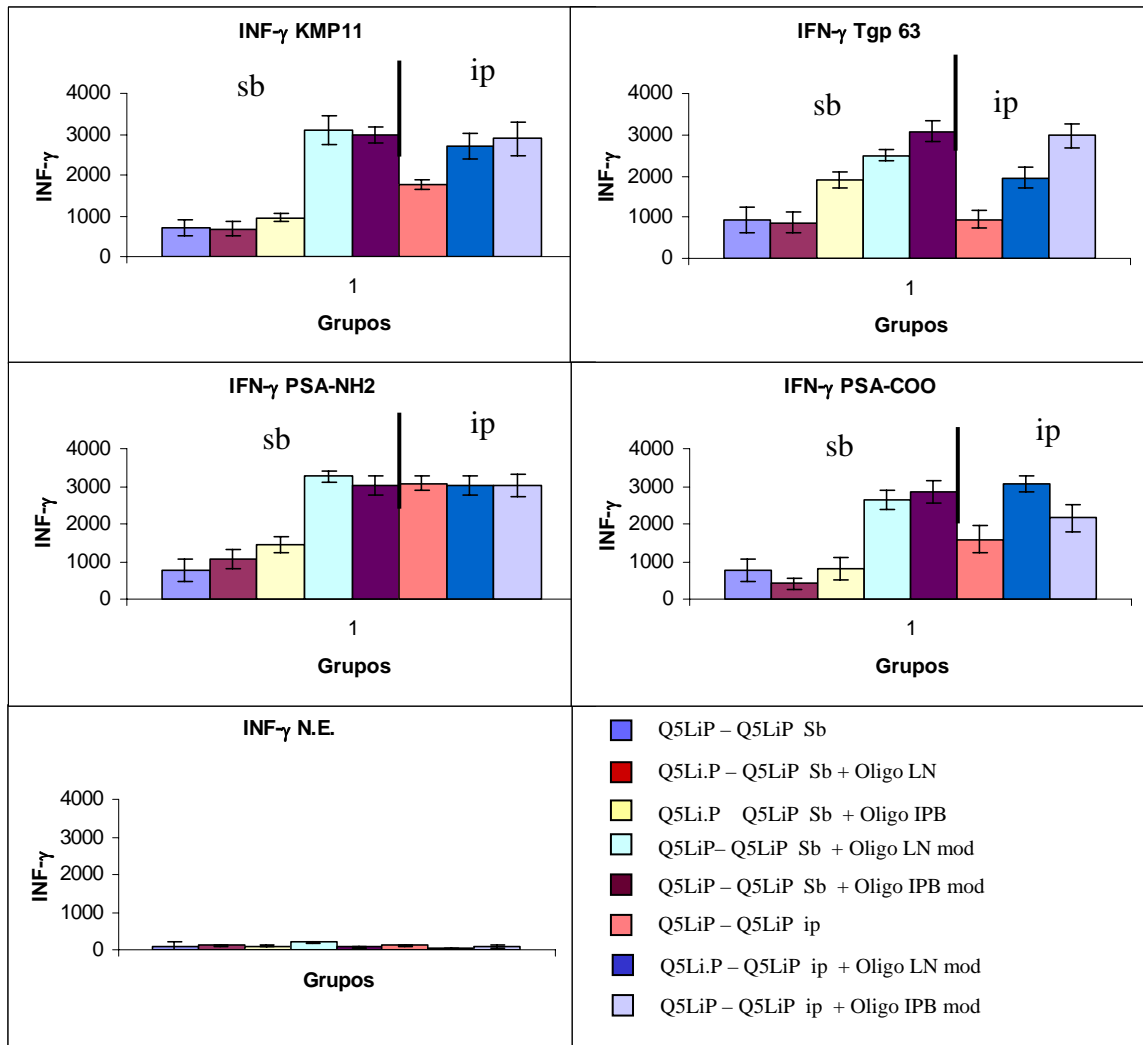 INF-γ KMP11
sb
ip
4000
3000
2000
1000
0
INF-γ
1
Grupos
IFN-γ Tgp 63
sb
ip
4000
3000
2000
1000
0
INF-γ
1
Grupos
IFN-γ PSA-NH2
sb
ip
4000
3000
2000
1000
0
INF-γ
1
Grupos
IFN-γ PSA-COO
sb
ip
4000
3000
2000
1000
0
INF-γ
1
Grupos
INF-γ N.E.
4000
3000
2000
1000
0
INF-γ
Grupos
Q5LiP – Q5LiP Sb
Q5Li.P – Q5LiP Sb + Oligo LN
Q5Li.P Q5LiP Sb + Oligo IPB
Q5LiP– Q5LiP Sb + Oligo LN mod
Q5LiP – Q5LiP Sb + Oligo IPB mod
Q5LiP – Q5LiP ip
Q5Li.P – Q5LiP ip + Oligo LN mod
Q5LiP – Q5LiP ip + Oligo IPB mod